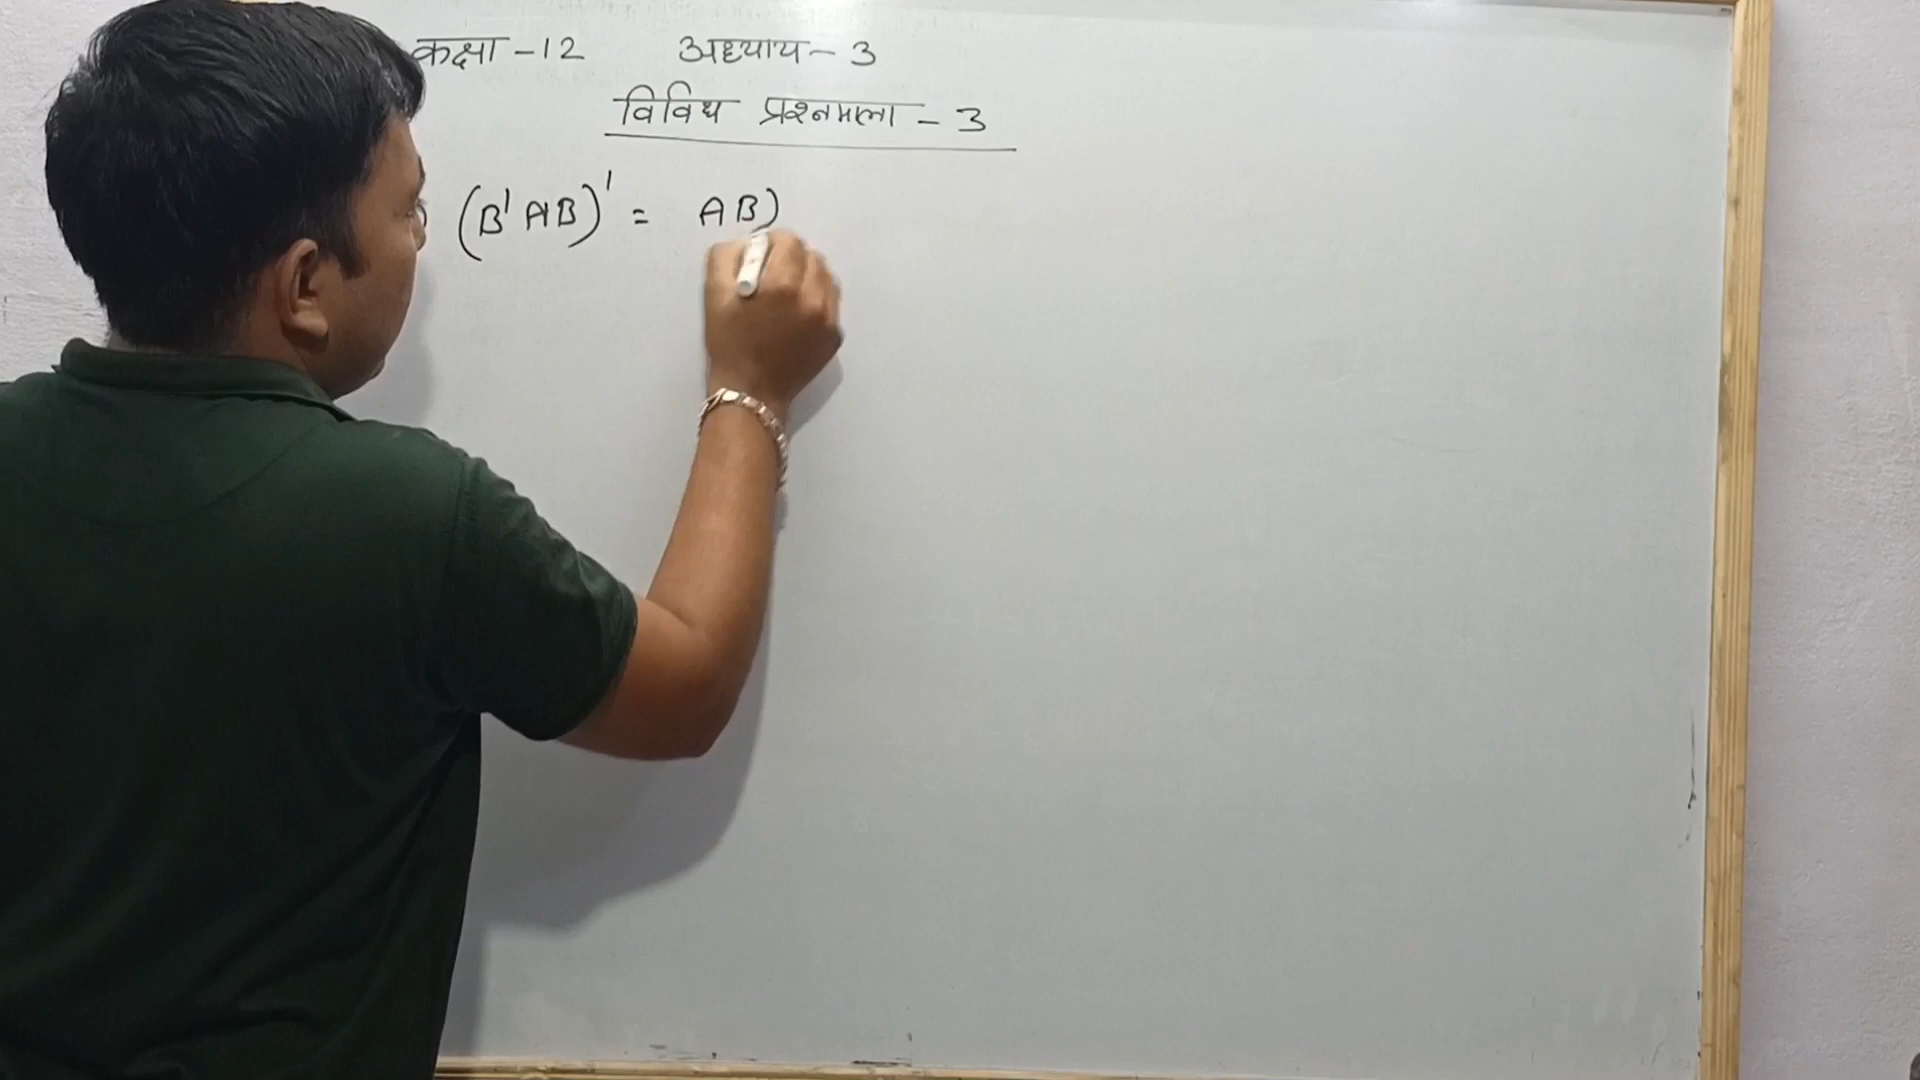 कक्षा -12 अध्याय - 3
विविध प्रश्नमाला - 3
(B'AB)' = AB)